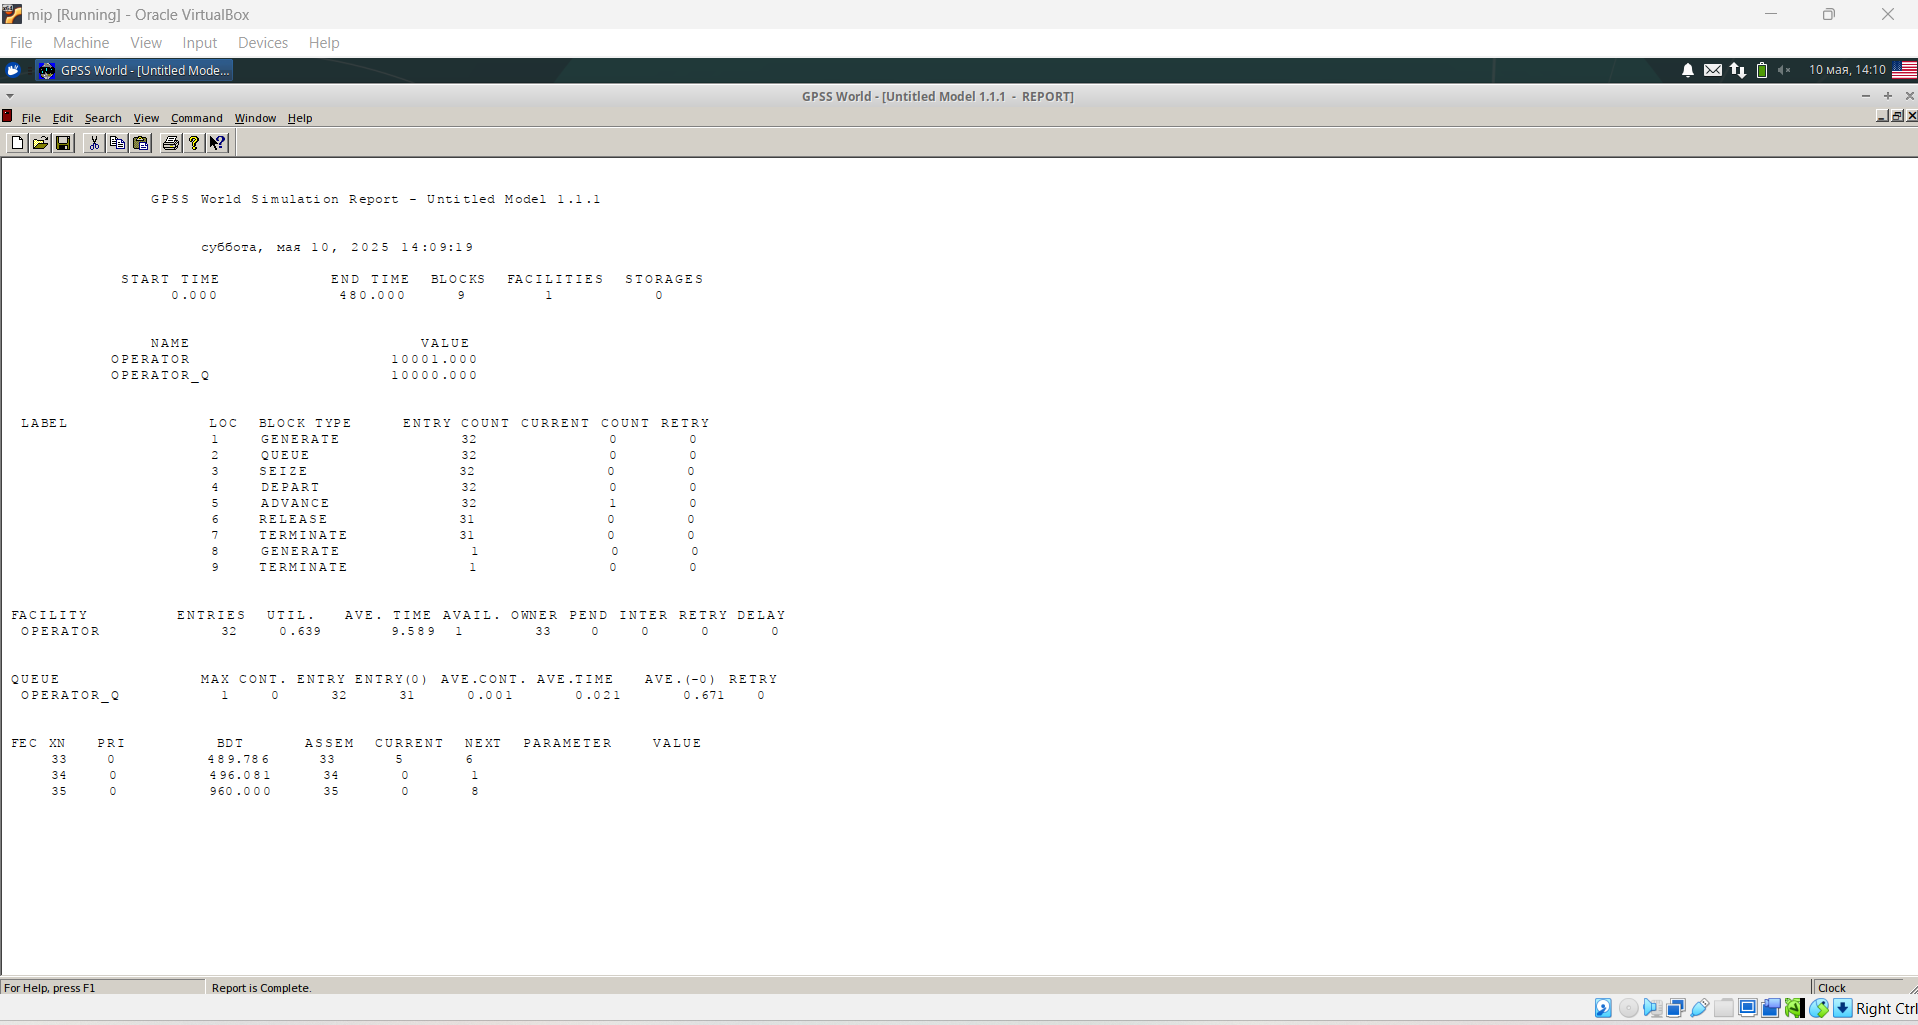 mip [Running] - Oracle VirtualBox
File Machine View Input Devices Help
GPSS World - [Untitled Mode...
10 мая, 14:10
GPSS World - [Untitled Model 1.1.1 - REPORT]
File Edit Search View Command Window Help
GPSS World Simulation Report - Untitled Model 1.1.1
суббота, мая 10, 2025 14:09:19
START TIME END TIME BLOCKS FACILITIES STORAGES
0.000 480.000 9 1 0
NAME VALUE
OPERATOR 10001.000
OPERATOR_Q 10000.000
LABEL LOC BLOCK TYPE ENTRY COUNT CURRENT COUNT RETRY
1 GENERATE 32 0 0
2 QUEUE 32 0 0
3 SEIZE 32 0 0
4 DEPART 32 0 0
5 ADVANCE 32 1 0
6 RELEASE 31 0 0
7 TERMINATE 31 0 0
8 GENERATE 1 0 0
9 TERMINATE 1 0 0
FACILITY ENTRIES UTIL. AVE. TIME AVAIL. OWNER PEND INTER RETRY DELAY
OPERATOR 32 0.639 9.589 1 33 0 0 0 0
QUEUE MAX CONT. ENTRY ENTRY(0) AVE.CONT. AVE.TIME AVE.(-0) RETRY
OPERATOR_Q 1 0 32 31 0.001 0.021 0.671 0
FEC XN PRI BDT ASSEM CURRENT NEXT PARAMETER VALUE
33 0 489.786 33 5 6
34 0 496.081 34 0 1
35 0 960.000 35 0 8
For Help, press F1 Report is Complete. Clock
Right Ctrl